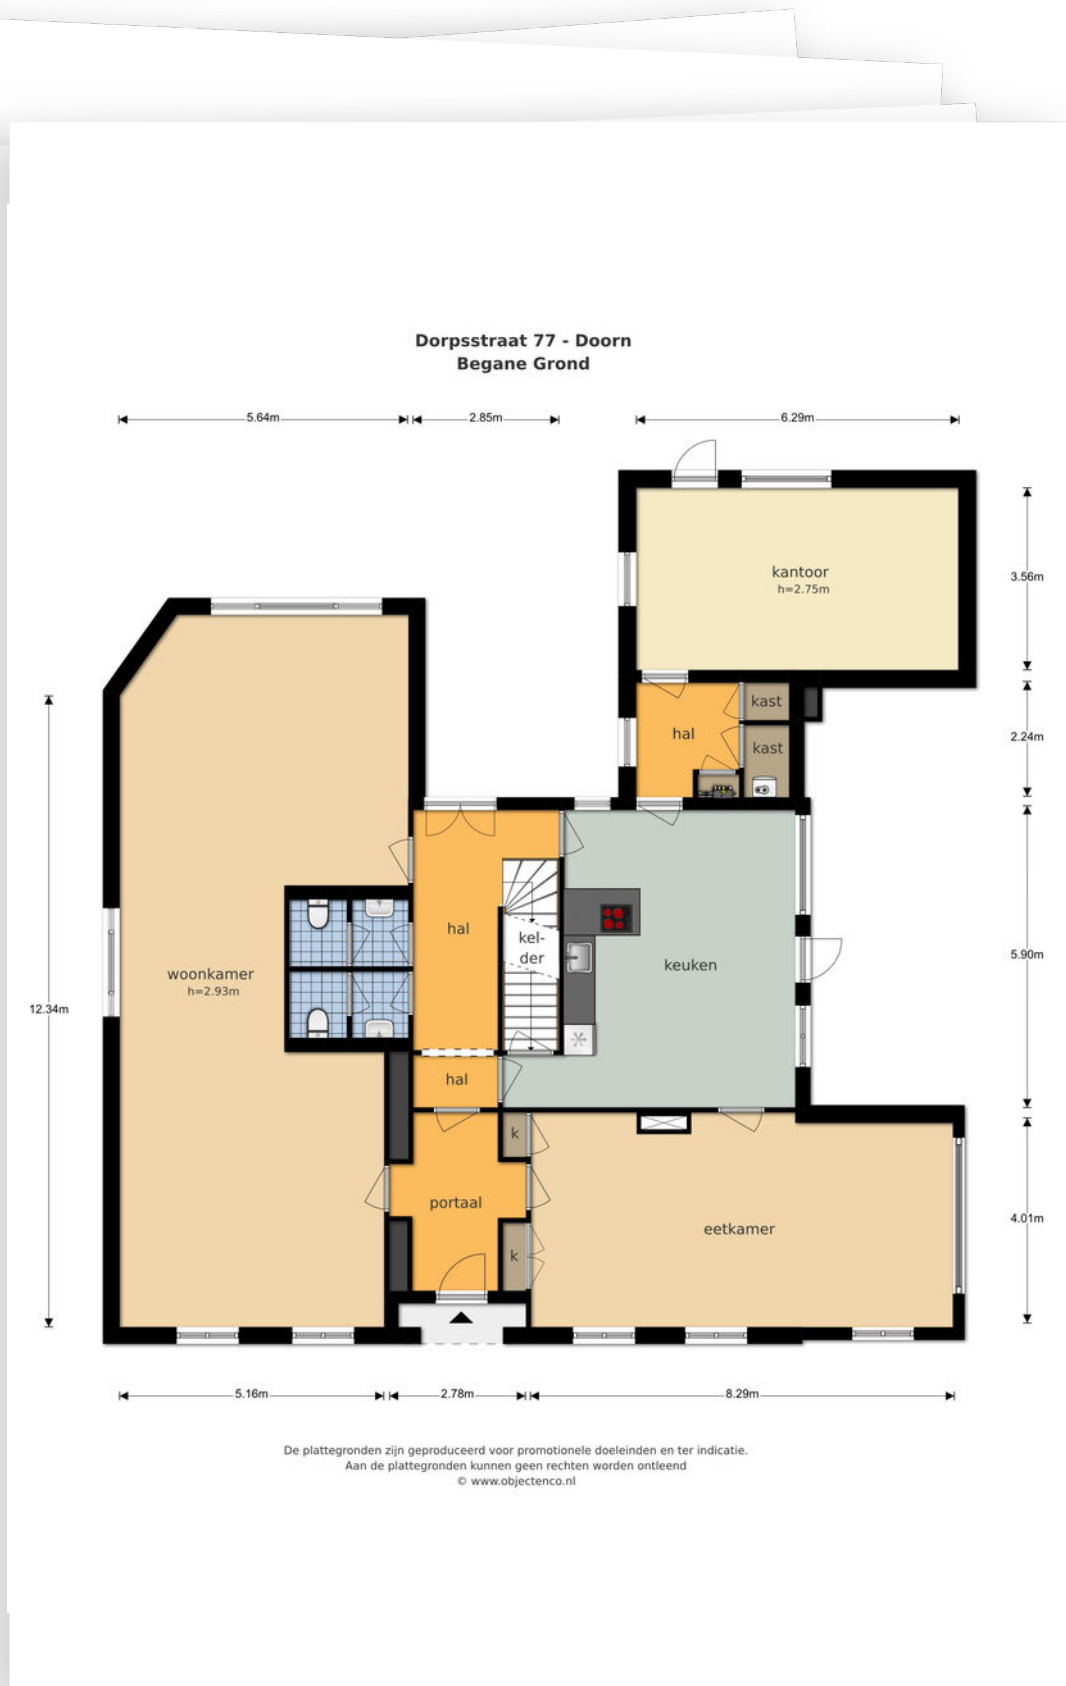 Dorpsstraat 77 - Doorn
Begane Grond
5.64m
2.85m
6.29m
kantoor
h=2.75m
3.56m
kast
hal
kast
2.24m
hal
kel-
der
keuken
5.90m
woonkamer
h=2.93m
12.34m
hal
k
portaal
eetkamer
4.01m
k
5.16m
2.78m
8.29m
De plattegronden zijn geproduceerd voor promotionele doeleinden en ter indicatie.
Aan de plattegronden kunnen geen rechten worden ontleend
© www.objectenco.nl